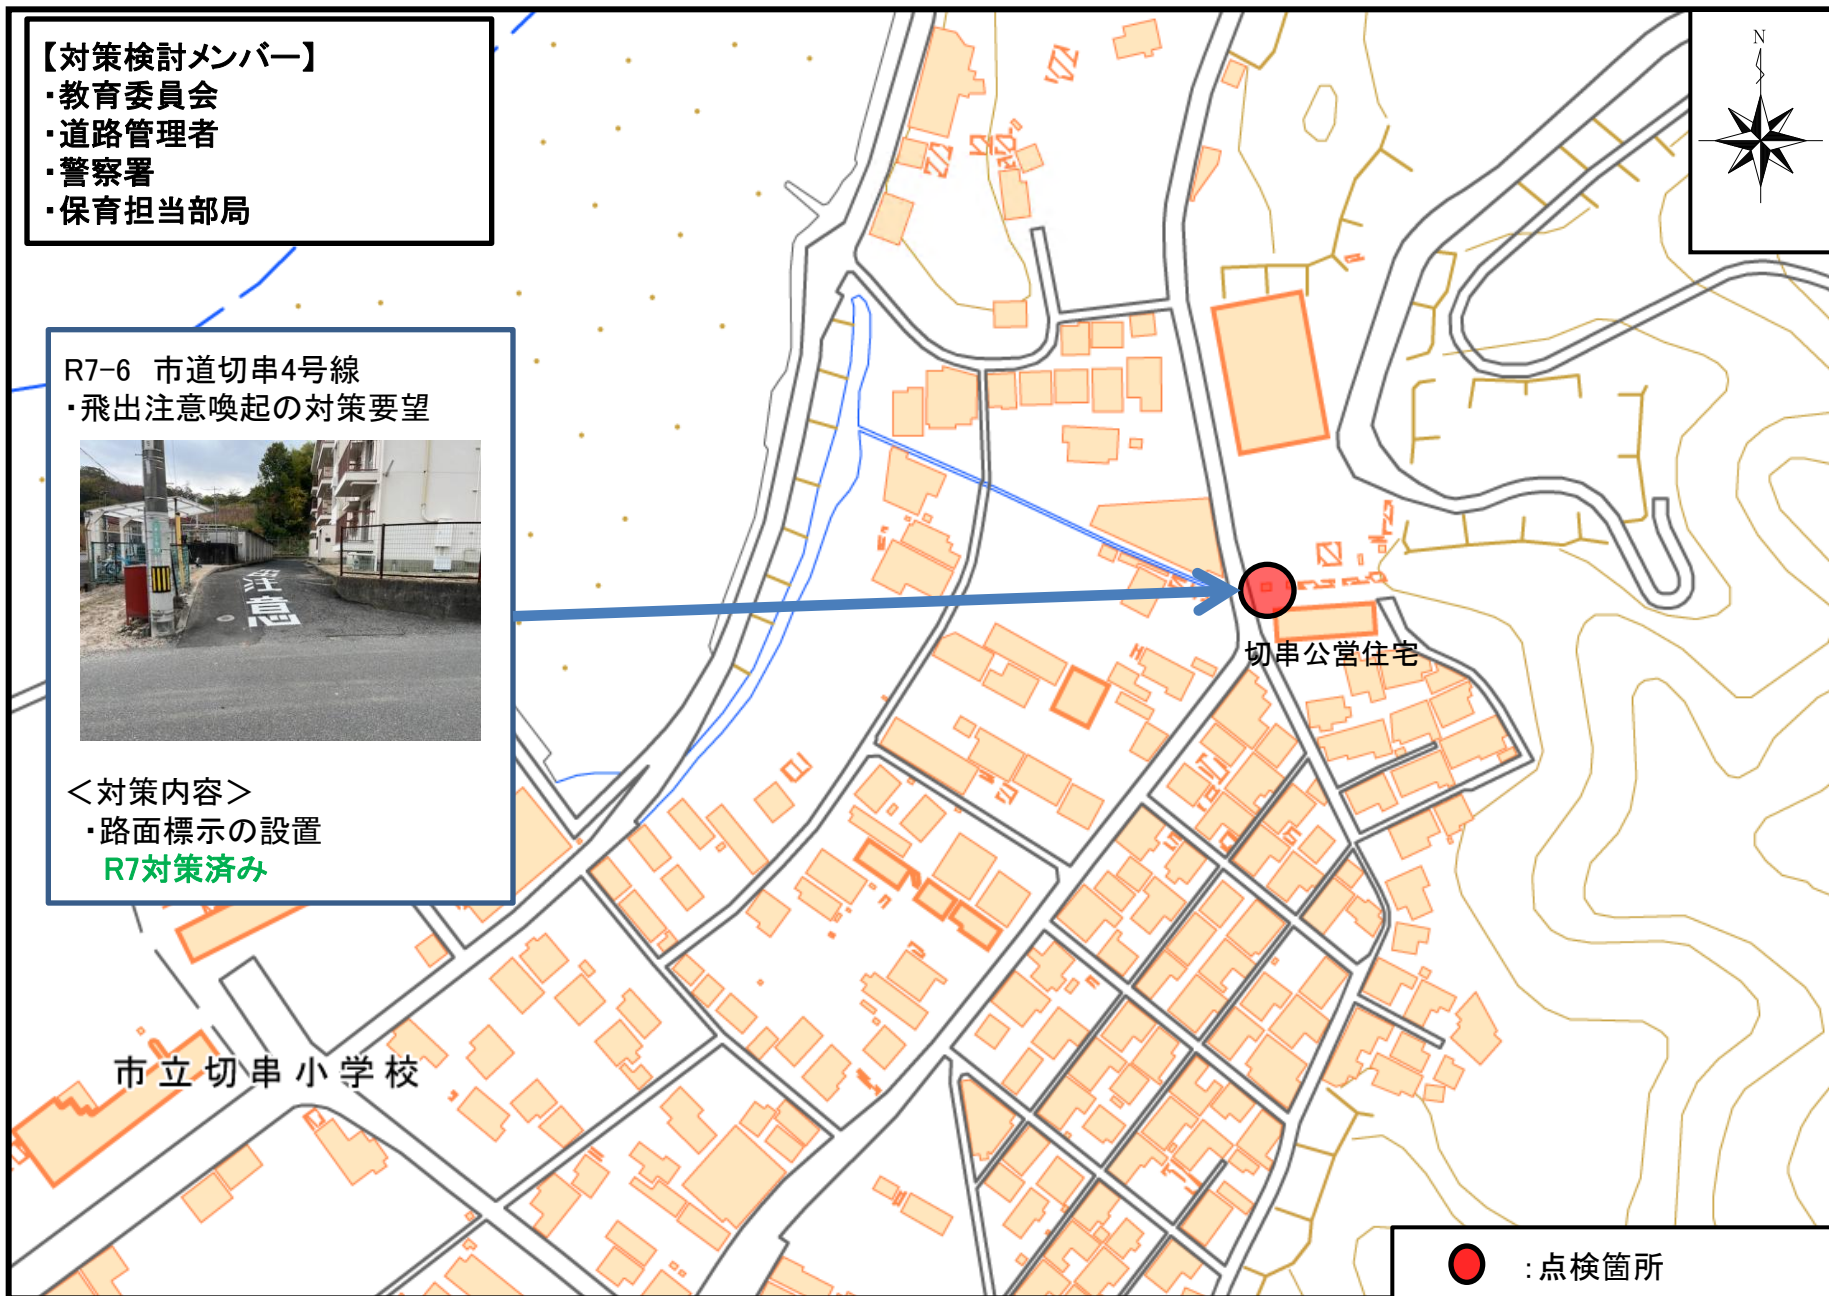 【対策検討メンバー】
・教育委員会
・道路管理者
・警察署
・保育担当部局
N
R7-6 市道切串4号線
・飛出注意喚起の対策要望
注意
＜対策内容＞
・路面標示の設置
R7対策済み
切串公営住宅
市立切串小学校
：点検箇所